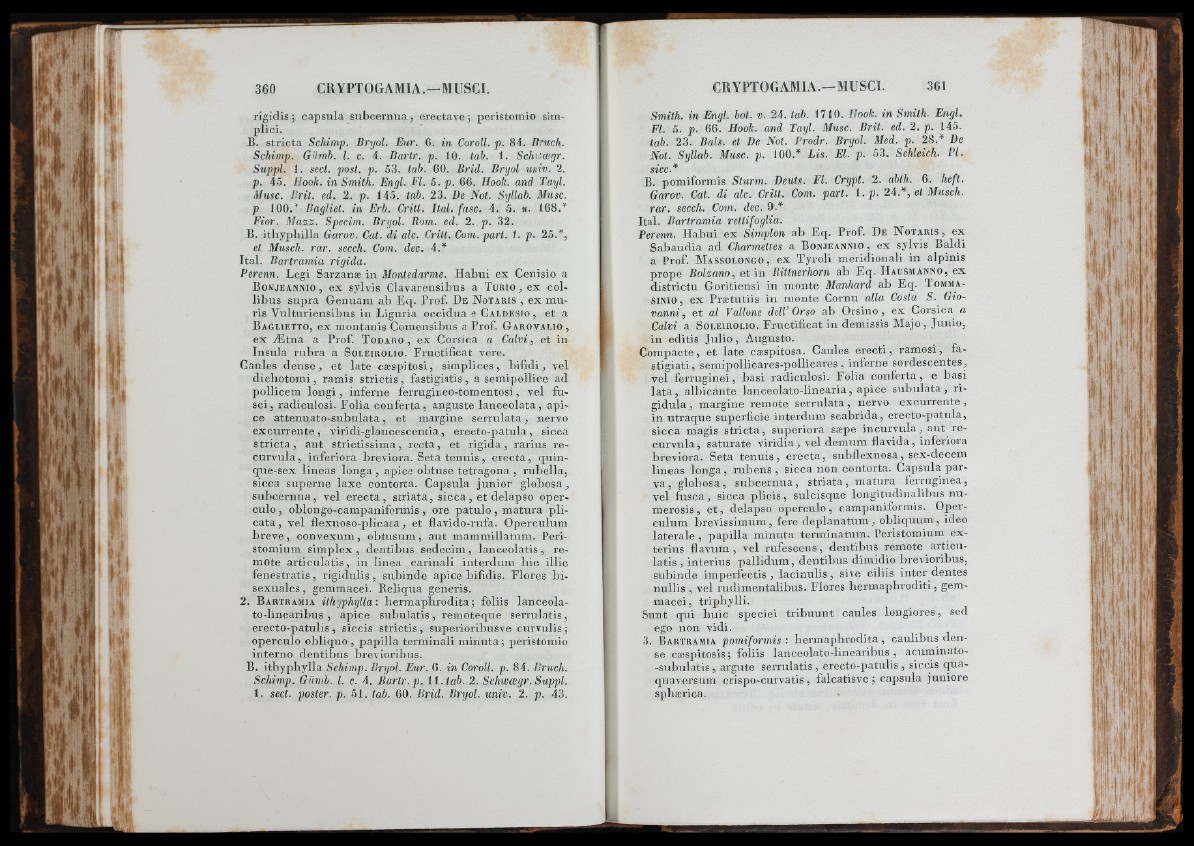 360 CRYPTOGAMIA.—MUSCI.
rigidis; capsula subcernua, erectave; peristomio sim-
plici.
B. stricta Schimp. Bryol. Eur. 6. in Coroll. p. 84. Bruch.
Schimp. Gümb. l. c. 4. Bartr. p. 10. tab. 1. Schwægr.
Suppl. 1. sect. post. p. 53. tab. 60. Brid. Bryol univ. 2.
p. 45. Hook. in Smith. Engl. Fl. 5. p. 66. Hook. and Tayl.
Musc. Brit. ed. 2. p. 145. tab. 23. De Not. Syllab. Musc.
p 100.* Bagliet. in Erb. Critt. Ital. fasc. 4. 5. n. 168.*
Fior. Mazz. Specim. Bryol. Rom. ed. 2. p. 32.
B. ithyphilla Garov. Cat. di alc. Critt. Com. part. 1. p. 25.*,
et Musch. rar. secch. Com. dec. 4.*
Ital. Bartramia rigida.
Perenn. Legi Sarzanæ in Montedarme. Habui ex Cenisio a
Bonjeannio, ex sylvis Clavarensibus a Turio, ex col-
libus supra Genuam ab Eq. Prof. De Notaris, ex mu-
ris Vulturiensibus in Liguria occidua e Caldesio, et a
Baglietto, ex montanis Comensibus a Prof. Garovalio,
ex Ætna a Prof. Todaro, ex Corsica a Calvi, et in
Insula rubra a Soleirolio. Fructificat vere.
Caules dense, et late cæspitosi, simplices, bifidi, vel
dichotomi, ramis strictis, fastigiatis, a semipollice ad
pollicem longi, inferne ferrugineo-tomentosi, vel fu-
sci, radiculosi. Folia conferta, anguste lanceolata, api-
ce attenuato-subulata, et margine serrulata, nervo
excurrente, viridi-glaucescentia, erecto-patula, sicca
stricta, aut strictissima, recta, et rigida, rarius re-
curvula, inferiora breviora. Seta tenuis, erecta, quin-
que-sex lineas longa, apice obtuse tetragona, rubella,
sicca superne laxe contorta. Capsula junior globosa,
subcernua, vel erecta, striata, sicca, et delapso oper-
culo, oblongo-campaniformis, ore patulo, matura pli-
cata, vel flexuoso-plicata, et flavido-rufa. Operculum
breve, convexum, obtusum, aut mammillatum. Peri-
stomium simplex, dentibus sedecim, lanceolatis, re-
mote articulatis, in linea carinali interdum hic illic
fenestratis, rigidulis, subinde apice bifidis. Flores bi-
sexuales, gemmacei. Reliqua generis.
2. Bartramia ithyphylla: hermaphrodita; foliis lanceola-
to-linearibus, apice subulatis, remoteque serrulatis,
erecto-patulis, siccis strictis, superioribusve curvulis;
operculo obliquo, papilla terminali minuta; peristomio
interno dentibus brevioribus.
B. ithyphylla Schimp. Bryol. Eur. 6. in Coroll. p. 84. Bruch.
Schimp. Gümb. l. c. 4. Bartr. p. 11. tab. 2. Schwægr. Suppl.
1. sect. poster. p. 51. tab. 60. Brid. Bryol. univ. 2. p. 43.
CRYPTOGAMIA.—MUSCI. 361
Smith. in Engl. bot. v. 24. tab. 1710. Hook. in Smith. Engl.
Fl. 5. p. 66. Hook. and Tayl. Musc. Brit. ed. 2. p. 145.
tab. 23. Bals. et De Not. Prodr. Bryol. Med. p. 28.* De
Not. Syllab. Musc. p. 100.* Lis. El. p. 53. Schleich. Pl.
sicc.*
B. pomiformis Sturm. Deuts. Fl. Crypt. 2. abth. 6. heft.
Garov. Cat. di alc. Critt. Com. part. 1. p. 24.*, et Musch.
rar. secch. Com. dec. 9.*
Ital. Bartramia rettifoglia.
Perenn. Habui ex Simplon ab Eq. Prof. De Notaris, ex
Sabaudia ad Charmettes a Bonjeannio, ex sylvis Baldi
a Prof. Massolongo, ex Tyroli meridionali in alpinis
prope Bolzano, et in Rittnerhorn ab Eq. Hausmanno, ex
districtu Goritiensi in monte Manhard ab Eq. Tomma-
sinio, ex Prætutiis in monte Cornu alla Costa S. Gio-
vanni, et al Vallone dell'Orso ab Orsino, ex Corsica a
Calvi a Soleirolio. Fructificat in demissis Majo, Junio,
in editis Julio, Augusto.
Compacte, et late cæspitosa. Caules erecti, ramosi, fa-
stigiati, semipollicares-pollicares, inferne sordescentes,
vel ferruginei, basi radiculosi. Folia conferta, e basi
lata, albicante lanceolato-linearia, apice subulata, ri-
gidula, margine remote serrulata, nervo excurrente,
in utraque superficie interdum scabrida, erecto-patula,
sicca magis stricta, superiora sæpe incurvula, aut re-
curvula, saturate viridia, vel demum flavida, inferiora
breviora. Seta tenuis, erecta, subflexuosa, sex-decem
lineas longa, rubens, sicca non contorta. Capsula par-
va, globosa, subcernua, striata, matura ferruginea,
vel fusca, sicca plicis, sulcisque longitudinalibus nu-
merosis, et, delapso operculo, campaniformis. Oper-
culum brevissimum, fere deplanatum, obliquum, ideo
laterale, papilla minuta terminatum. Peristomium ex-
terius flavum, vel rufescens, dentibus remote articu-
latis, interius pallidum, dentibus dimidio brevioribus,
subinde imperfectis, lacinulis, sive ciliis inter dentes
nullis, vel rudimentalibus. Flores hermaphroditi, gem-
macei, triphylli.
Sunt qui huic speciei tribuunt caules longiores, sed
ego non vidi.
3. Bartramia pomiformis: hermaphrodita, caulibus den-
se cæspitosis; foliis lanceolato-linearibus, acuminato-
-subulatis, argute serrulatis, erecto-patulis, siccis qua-
quaversum crispo-curvatis, falcatisve; capsula juniore
sphærica.